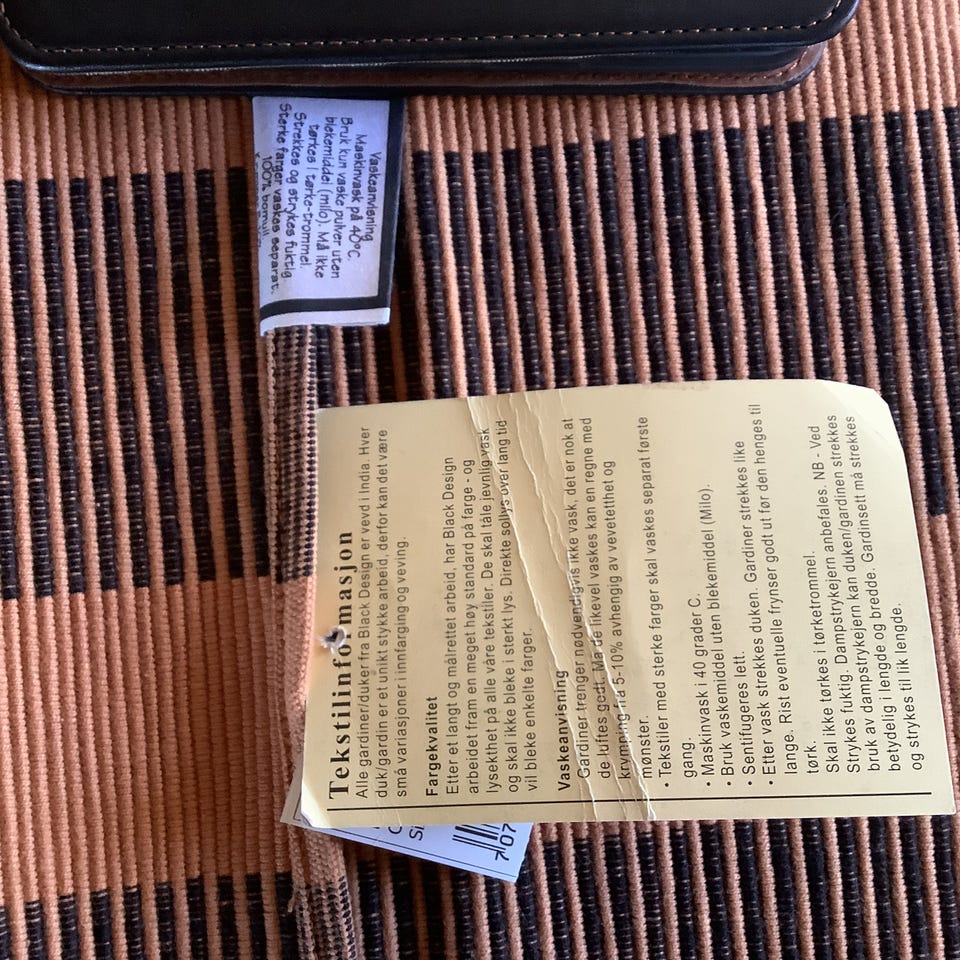 Vaskeanvisning
Maskinvask på 40°C.
Bruk kun vaske pulver uten
blekemiddel (milo). Må ikke
tørkes i tørke-trommel.
Strekkes og strykes fuktig.
Sterke farger vaskes separat.
100% bomull
Tekstilinformasjon
Alle gardiner/duker fra Black Design er vevd i India. Hver
duk/gardin er et unikt stykke arbeid, derfor kan det være
små variasjoner i innfarging og veving.
Fargekvalitet
Etter et langt og målrettet arbeid, har Black Design
arbeidet fram en meget høy standard på farge - og
lysekthet på alle våre tekstiler. De skal tåle jevnlig vask
og skal ikke bleke i sterkt lys. Direkte sollys over lang tid
vil bleke enkelte farger.
Vaskeanvisning
Gardiner trenger nødvendigvis ikke vask, det er nok at
de luftes godt. Må de likevel vaskes kan en regne med
krymping fra 5-10% avhengig av vevetetthet og
mønster.
• Tekstiler med sterke farger skal vaskes separat første
gang.
• Maskinvask i 40 grader C.
• Bruk vaskemiddel uten blekemiddel (Milo).
• Sentifugeres lett.
• Etter vask strekkes duken. Gardiner strekkes like
lange. Rist eventuelle frynser godt ut før den henges til
tørk.
Skal ikke tørkes i tørketrommel.
Strykes fuktig. Dampstrykejern anbefales. NB - Ved
bruk av dampstrykejern kan duken/gardinen strekkes
betydelig i lengde og bredde. Gardinsett må strekkes
og strykes til lik lengde.
7 07